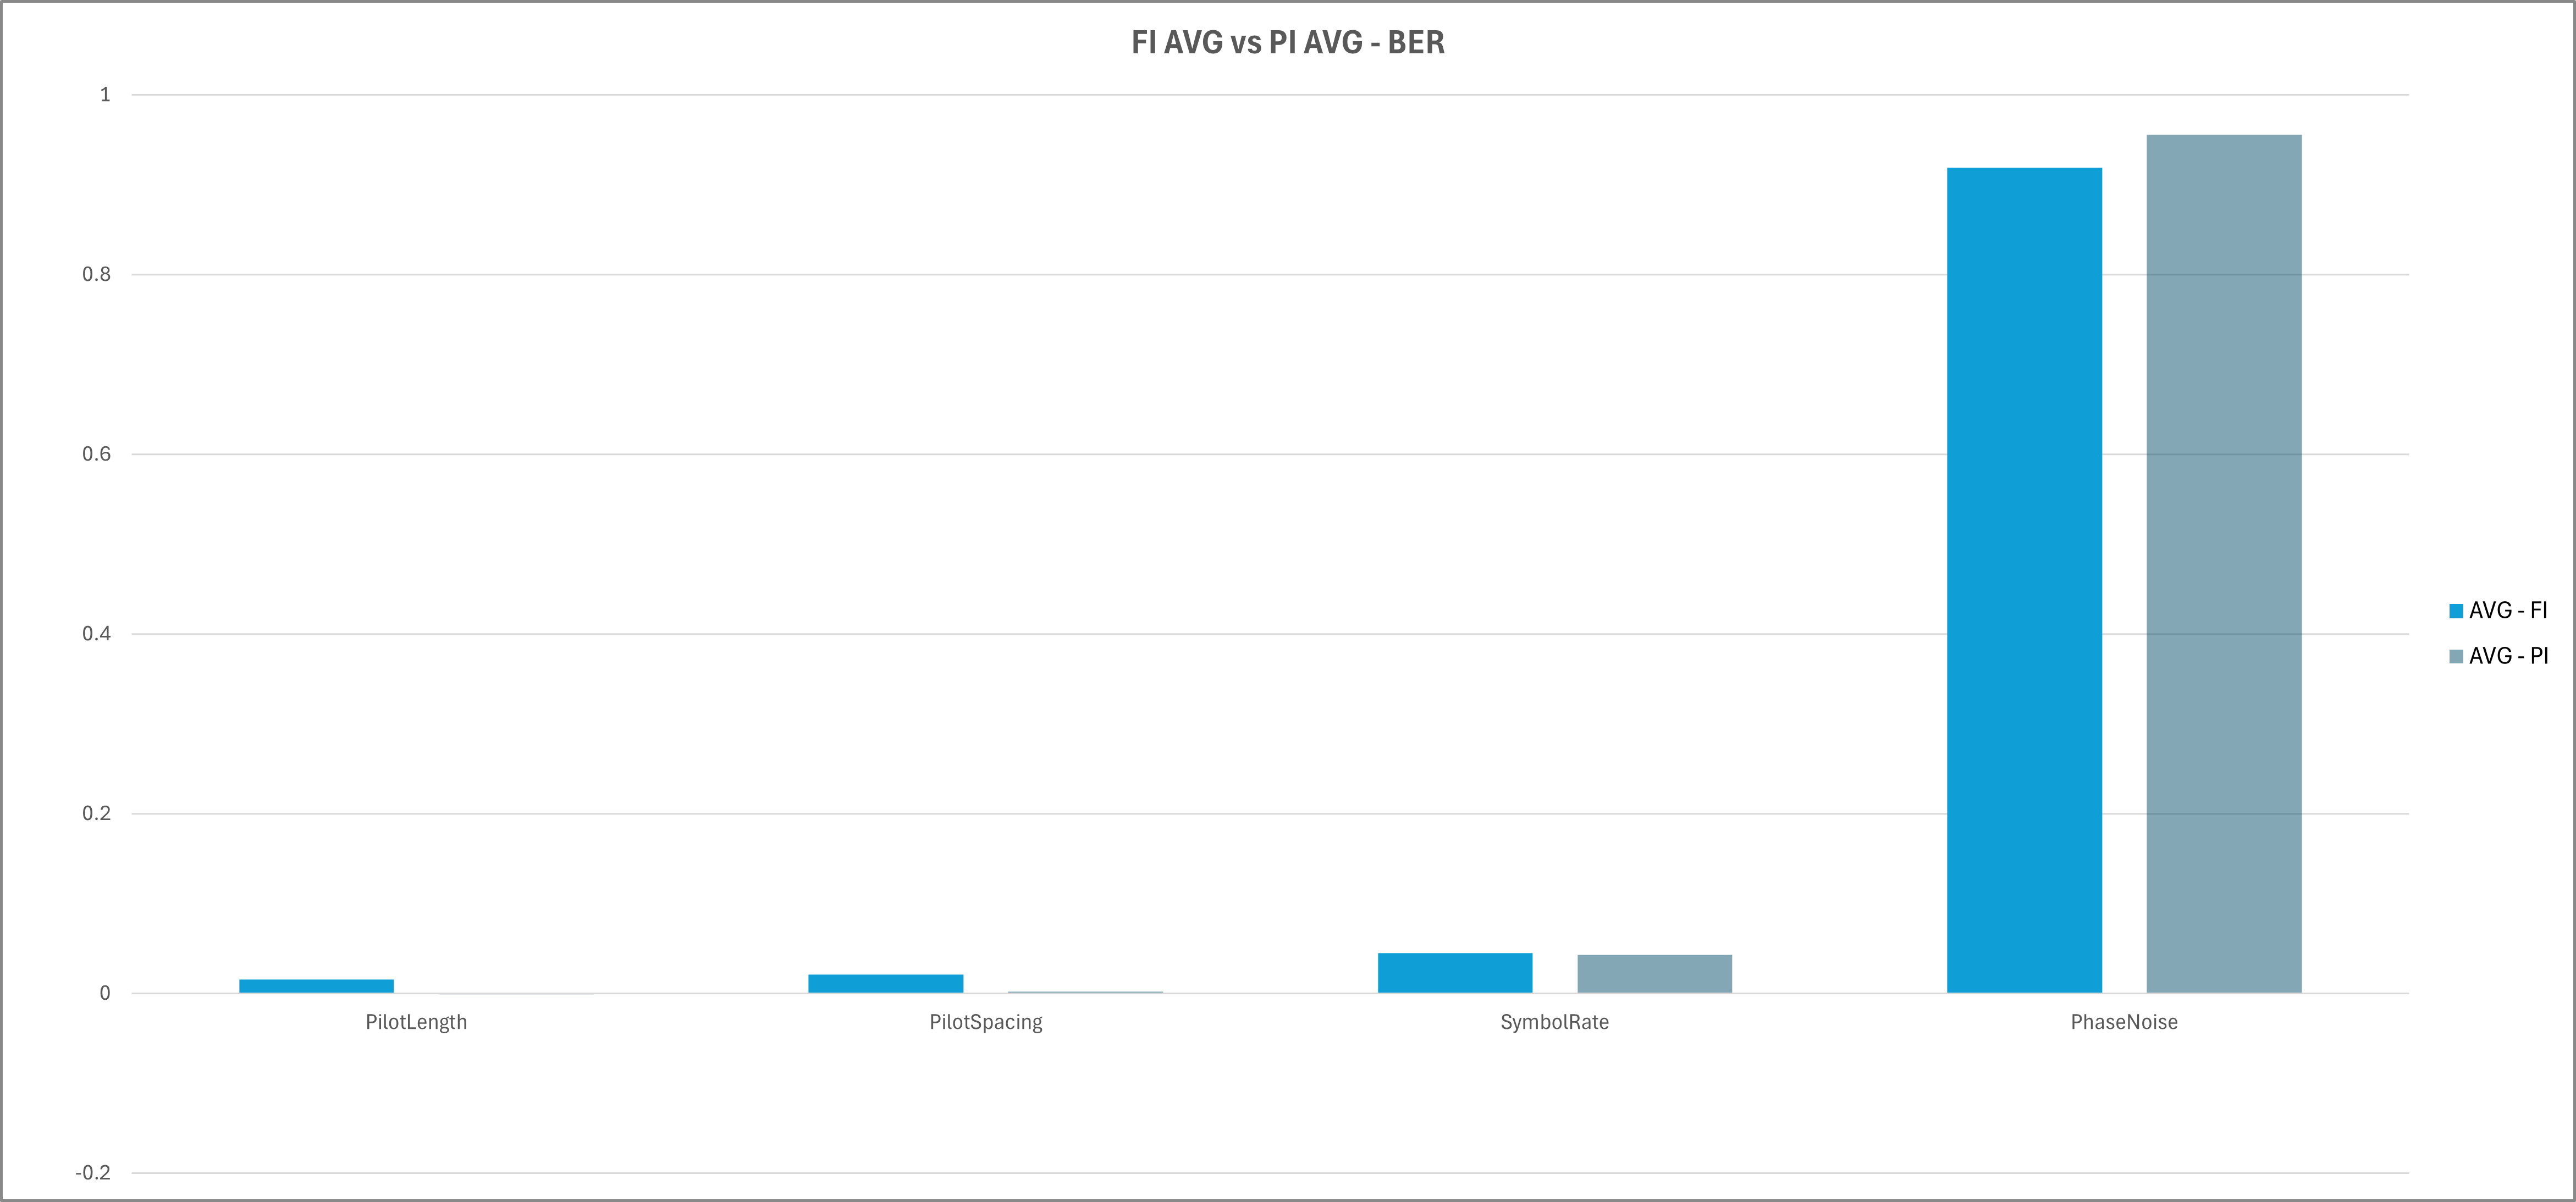 FI AVG vs PI AVG - BER
1
0.8
0.6
0.4
0.2
0
-0.2
PilotLength
PilotSpacing
SymbolRate
PhaseNoise
AVG - FI
AVG - PI